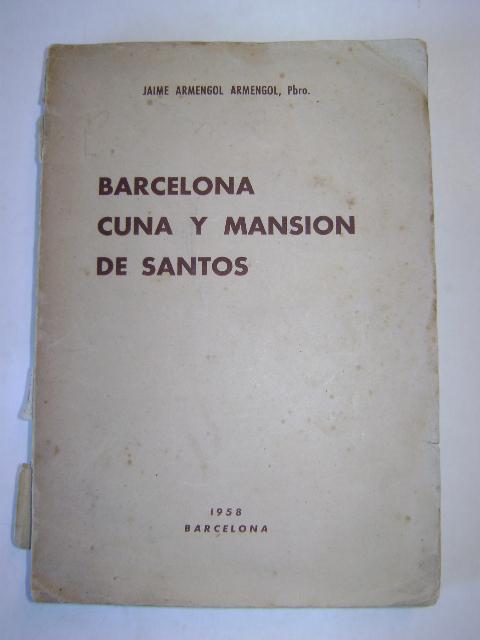 JAIME ARMENGOL ARMENGOL, Pbro.
BARCELONA
CUNA Y MANSION
DE SANTOS
1958
BARCELONA